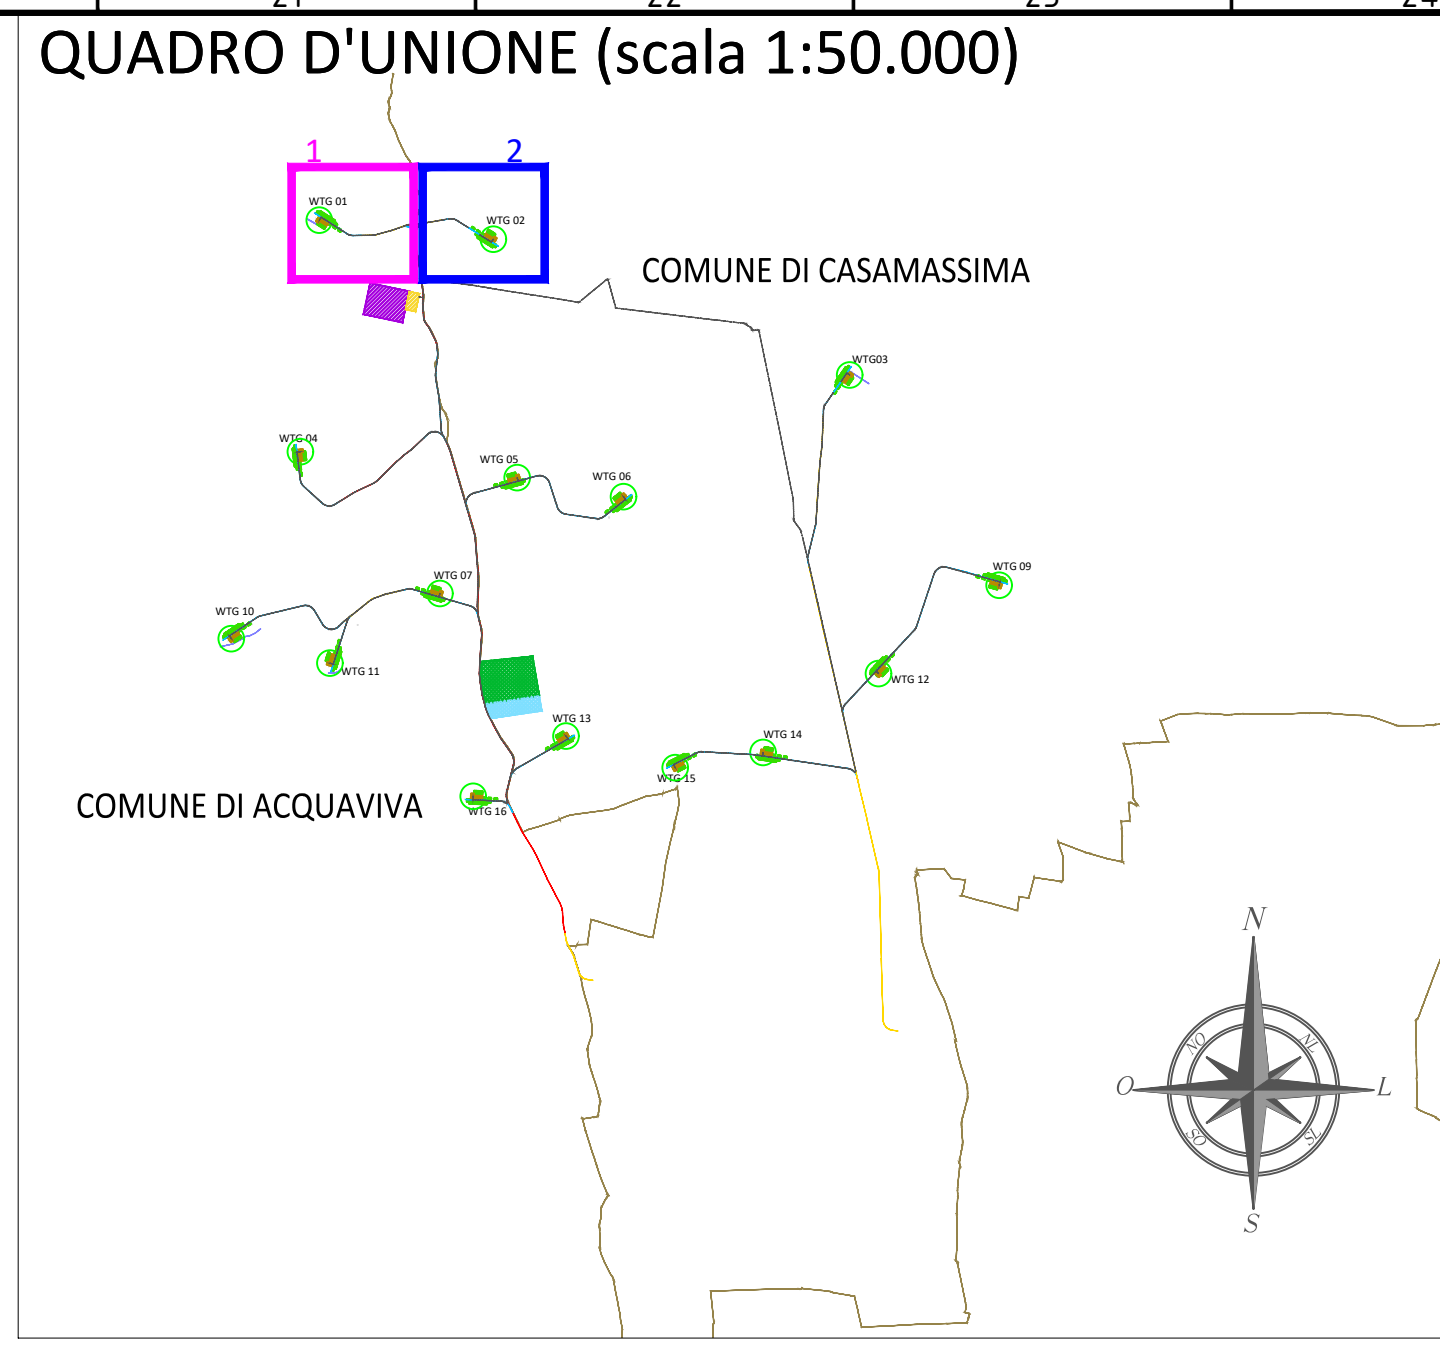 QUADRO D'UNIONE (scala 1:50.000)
1
2
WTG 01
WTG 02
COMUNE DI CASAMASSIMA
WTG03
WTG 04
WTG 05
WTG 06
WTG 09
WTG 07
WTG 10
WTG 11
WTG 12
WTG 13
WTG 14
WTG 15
COMUNE DI ACQUAVIVA
WTG 16
N
NO
NL
O
L
SO
SL
S